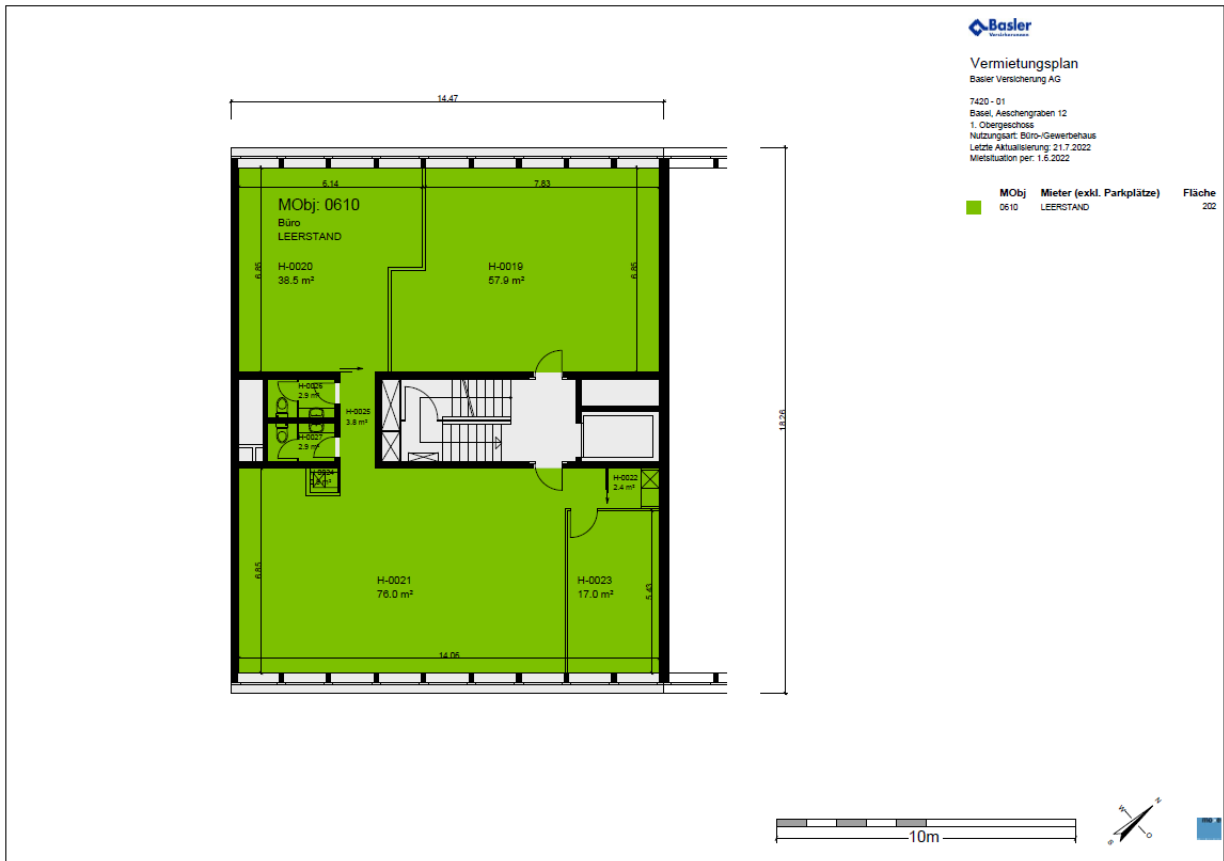 Basler
Versicherungen
Vermietungsplan
Basler Versicherung AG
7420 - 01
Basel, Aeschengraben 12
1. Obergeschoss
Nutzungsart: Büro-/Gewerbehaus
Letzte Aktualisierung: 21.7.2022
Mietsituation per: 1.6.2022
MObj Mieter (exkl. Parkplätze) Fläche
0610 LEERSTAND 202
14.47
6.14
7.83
MObj: 0610
Büro
LEERSTAND
H-0020
38.5 m²
H-0019
57.9 m²
6.85
6.85
H-0026
2.9 m²
H-0025
3.8 m²
H-0027
2.9 m²
18.26
H-0024
H-0022
2.4 m²
6.85
H-0021
76.0 m²
H-0023
17.0 m²
5.43
14.06
10m
W
N
S
O